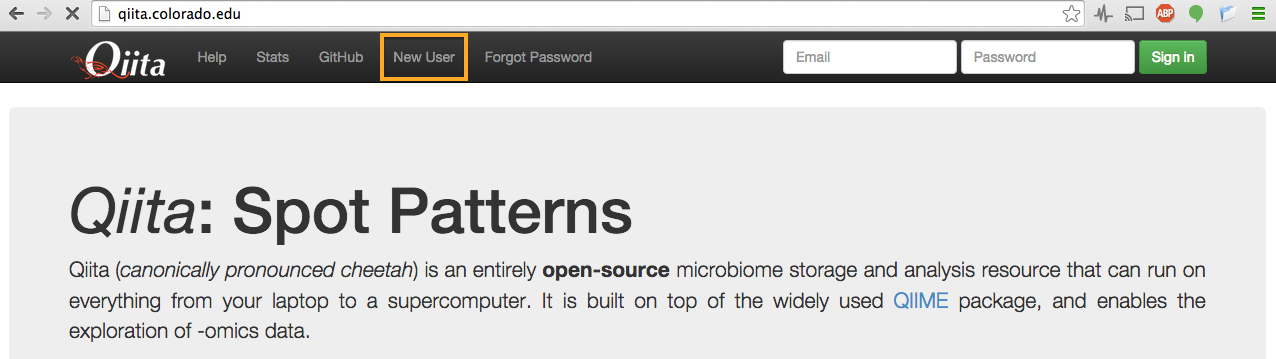 qiita.colorado.edu
ABP
Qiita Help Stats GitHub New User Forgot Password Email Password Sign in
Qiita: Spot Patterns
Qiita (canonically pronounced cheetah) is an entirely open-source microbiome storage and analysis resource that can run on
everything from your laptop to a supercomputer. It is built on top of the widely used QIIME package, and enables the
exploration of -omics data.